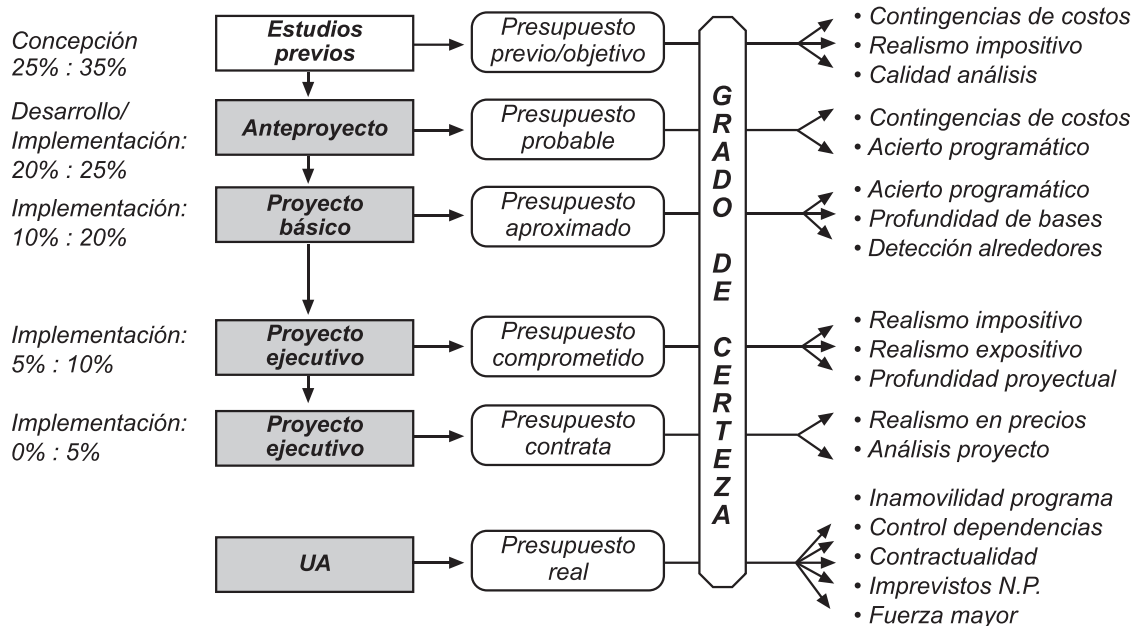 Concepción
25% : 35%
Estudios
previos
Presupuesto
previo/objetivo
• Contingencias de costos
• Realismo impositivo
• Calidad análisis
Desarrollo/
Implementación:
20% : 25%
Anteproyecto
Presupuesto
probable
• Contingencias de costos
• Acierto programático
Implementación:
10% : 20%
Proyecto
básico
Presupuesto
aproximado
• Acierto programático
• Profundidad de bases
• Detección alrededores
Implementación:
5% : 10%
Proyecto
ejecutivo
Presupuesto
comprometido
• Realismo impositivo
• Realismo expositivo
• Profundidad proyectual
Implementación:
0% : 5%
Proyecto
ejecutivo
Presupuesto
contrata
• Realismo en precios
• Análisis proyecto
UA
Presupuesto
real
• Inamovilidad programa
• Control dependencias
• Contractualidad
• Imprevistos N.P.
• Fuerza mayor
GRADO DE CERTEZA